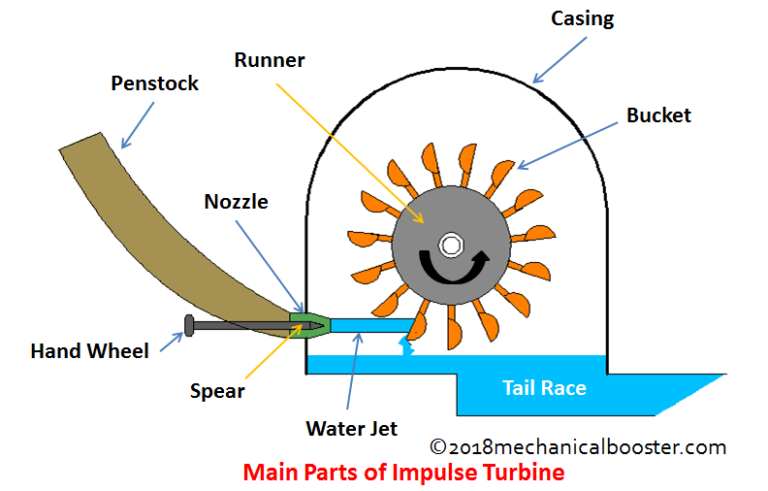 Casing
Runner
Penstock
Bucket
Nozzle
Hand Wheel
Spear
Tail Race
Water Jet
©2018mechanicalbooster.com
Main Parts of Impulse Turbine